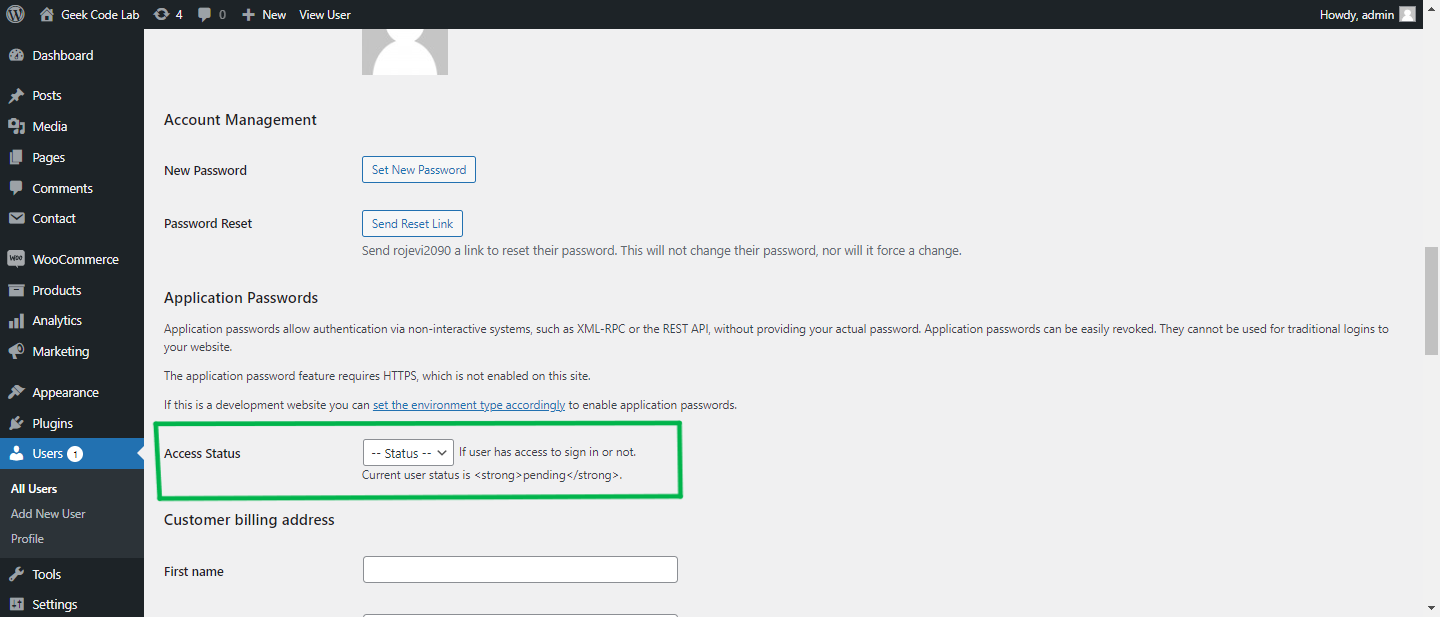 Geek Code Lab 4 0 New View User Howdy, admin
Dashboard
Posts
Media
Pages
Comments
Contact
WOO WooCommerce
Products
Analytics
Marketing
Appearance
Plugins
Users 1
All Users
Add New User
Profile
Tools
Settings
Account Management
New Password Set New Password
Password Reset Send Reset Link
Send rojevi2090 a link to reset their password. This will not change their password, nor will it force a change.
Application Passwords
Application passwords allow authentication via non-interactive systems, such as XML-RPC or the REST API, without providing your actual password. Application passwords can be easily revoked. They cannot be used for traditional logins to
your website.
The application password feature requires HTTPS, which is not enabled on this site.
If this is a development website you can set the environment type accordingly to enable application passwords.
Access Status -- Status -- If user has access to sign in or not.
Current user status is <strong>pending</strong>.
Customer billing address
First name